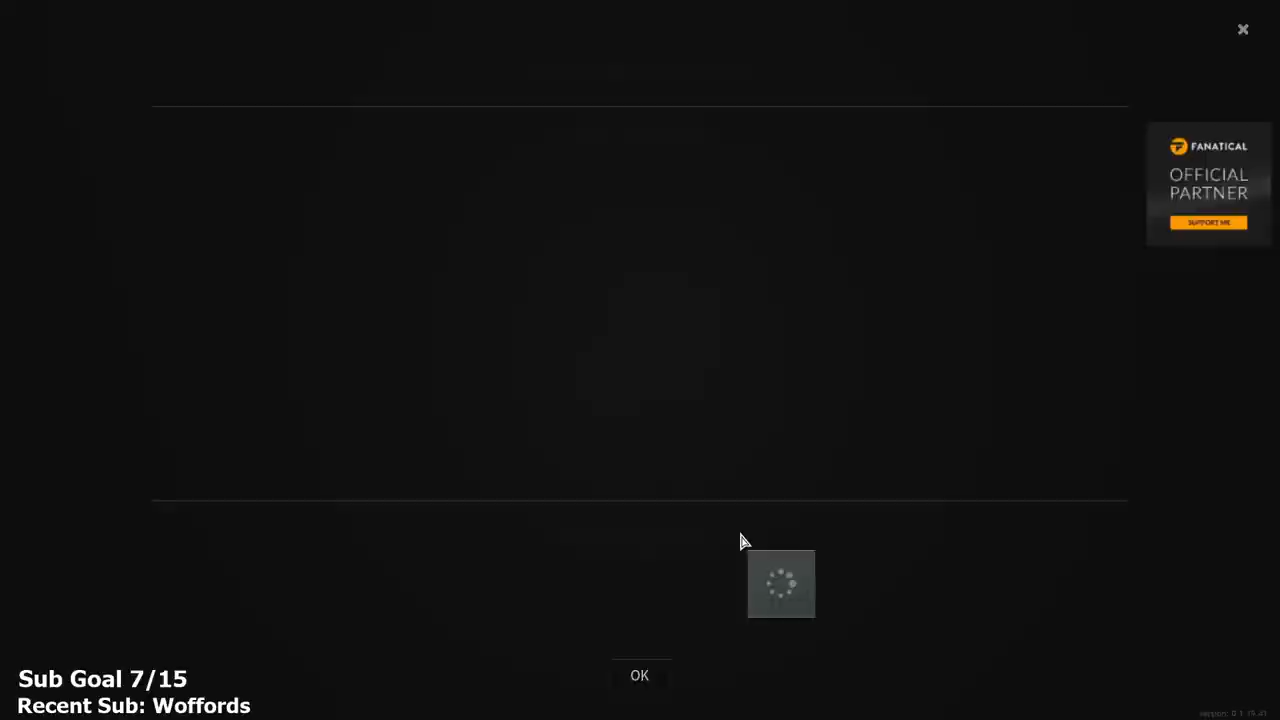 FANATICAL
OFFICIAL
PARTNER
SUPPORT ME
OK
Sub Goal 7/15
Recent Sub: Woffords